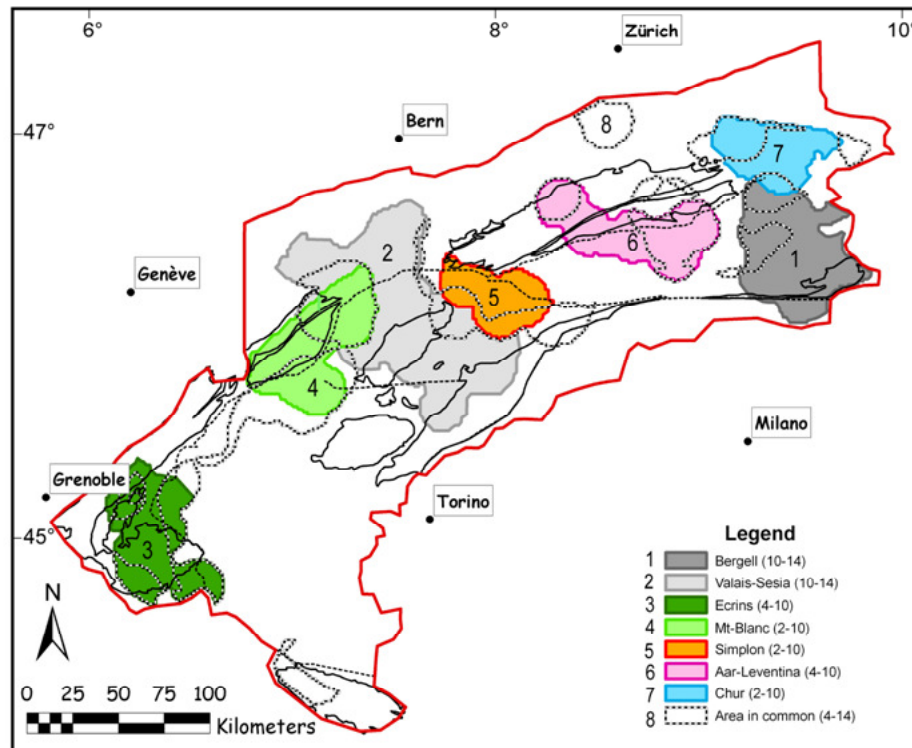 6°
8°
10°
Zürich
47°
Bern
8
7
2
6
1
Genève
5
4
Milano
Grenoble
Torino
45°
3
N
Legend
1 Bergell (10-14)
2 Valais-Sesia (10-14)
3 Ecrins (4-10)
4 Mt-Blanc (2-10)
5 Simplon (2-10)
6 Aar-Leventina (4-10)
7 Chur (2-10)
8 Area in common (4-14)
0 25 50 75 100
Kilometers